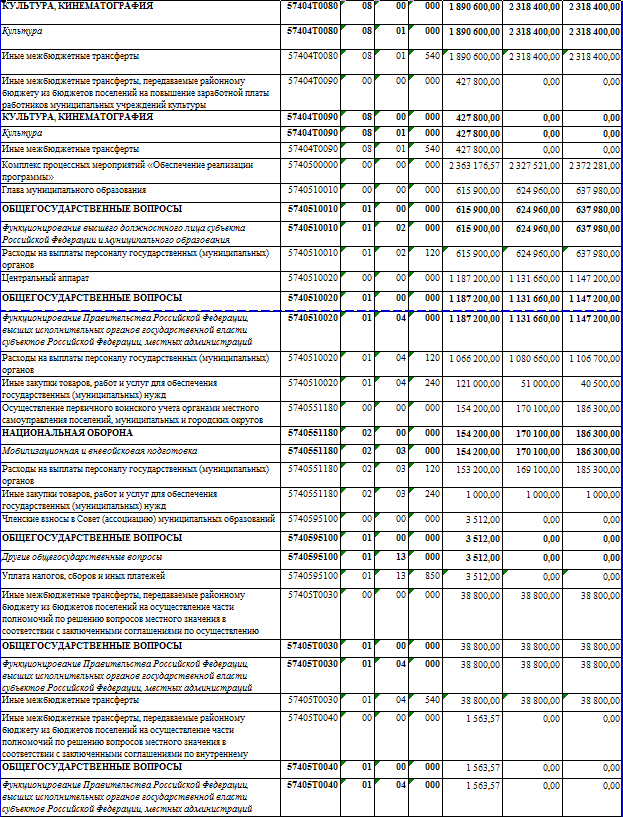 КУЛЬТУРА, КИНЕМАТОГРАФИЯ 57404T0080 08 00 000 1 890 600,00 2 318 400,00 2 318 400,00
Культура 57404T0080 08 01 000 1 890 600,00 2 318 400,00 2 318 400,00
Иные межбюджетные трансферты 57404T0080 08 01 540 1 890 600,00 2 318 400,00 2 318 400,00
Иные межбюджетные трансферты, передаваемые районному 57404T0090 00 00 000 427 800,00 0,00 0,00
бюджету из бюджетов поселений на повышение заработной платы
работников муниципальных учреждений культуры
КУЛЬТУРА, КИНЕМАТОГРАФИЯ 57404T0090 08 00 000 427 800,00 0,00 0,00
Культура 57404T0090 08 01 000 427 800,00 0,00 0,00
Иные межбюджетные трансферты 57404T0090 08 01 540 427 800,00 0,00 0,00
Комплекс процессных мероприятий «Обеспечение реализации 5740500000 00 00 000 2 363 176,57 2 327 521,00 2 372 281,00
программы»
Глава муниципального образования 5740510010 00 00 000 615 900,00 624 960,00 637 980,00
ОБЩЕГОСУДАРСТВЕННЫЕ ВОПРОСЫ 5740510010 01 00 000 615 900,00 624 960,00 637 980,00
Функционирование высшего должностного лица субъекта 5740510010 01 02 000 615 900,00 624 960,00 637 980,00
Российской Федерации и муниципального образования
Расходы на выплаты персоналу государственных (муниципальных) 5740510010 01 02 120 615 900,00 624 960,00 637 980,00
органов
Центральный аппарат 5740510020 00 00 000 1 187 200,00 1 131 660,00 1 147 200,00
ОБЩЕГОСУДАРСТВЕННЫЕ ВОПРОСЫ 5740510020 01 00 000 1 187 200,00 1 131 660,00 1 147 200,00
Функционирование Правительства Российской Федерации, 5740510020 01 04 000 1 187 200,00 1 131 660,00 1 147 200,00
высших исполнительных органов государственной власти
субъектов Российской Федерации, местных администраций
Расходы на выплаты персоналу государственных (муниципальных) 5740510020 01 04 120 1 066 200,00 1 080 660,00 1 106 700,00
органов
Иные закупки товаров, работ и услуг для обеспечения 5740510020 01 04 240 121 000,00 51 000,00 40 500,00
государственных (муниципальных) нужд
Осуществление первичного воинского учета органами местного 5740551180 00 00 000 154 200,00 170 100,00 186 300,00
самоуправления поселений, муниципальных и городских округов
НАЦИОНАЛЬНАЯ ОБОРОНА 5740551180 02 00 000 154 200,00 170 100,00 186 300,00
Мобилизационная и вневойсковая подготовка 5740551180 02 03 000 154 200,00 170 100,00 186 300,00
Расходы на выплаты персоналу государственных (муниципальных) 5740551180 02 03 120 153 200,00 169 100,00 185 300,00
органов
Иные закупки товаров, работ и услуг для обеспечения 5740551180 02 03 240 1 000,00 1 000,00 1 000,00
государственных (муниципальных) нужд
Членские взносы в Совет (ассоциацию) муниципальных образований 5740595100 00 00 000 3 512,00 0,00 0,00
ОБЩЕГОСУДАРСТВЕННЫЕ ВОПРОСЫ 5740595100 01 00 000 3 512,00 0,00 0,00
Другие общегосударственные вопросы 5740595100 01 13 000 3 512,00 0,00 0,00
Уплата налогов, сборов и иных платежей 5740595100 01 13 850 3 512,00 0,00 0,00
Иные межбюджетные трансферты, передаваемые районному 57405T0030 00 00 000 38 800,00 38 800,00 38 800,00
бюджету из бюджетов поселений на осуществление части
полномочий по решению вопросов местного значения в
соответствии с заключенными соглашениями по осуществлению
ОБЩЕГОСУДАРСТВЕННЫЕ ВОПРОСЫ 57405T0030 01 00 000 38 800,00 38 800,00 38 800,00
Функционирование Правительства Российской Федерации, 57405T0030 01 04 000 38 800,00 38 800,00 38 800,00
высших исполнительных органов государственной власти
субъектов Российской Федерации, местных администраций
Иные межбюджетные трансферты 57405T0030 01 04 540 38 800,00 38 800,00 38 800,00
Иные межбюджетные трансферты, передаваемые районному 57405T0040 00 00 000 1 563,57 0,00 0,00
бюджету из бюджетов поселений на осуществление части
полномочий по решению вопросов местного значения в
соответствии с заключенными соглашениями по внутреннему
ОБЩЕГОСУДАРСТВЕННЫЕ ВОПРОСЫ 57405T0040 01 00 000 1 563,57 0,00 0,00
Функционирование Правительства Российской Федерации, 57405T0040 01 04 000 1 563,57 0,00 0,00
высших исполнительных органов государственной власти
субъектов Российской Федерации, местных администраций